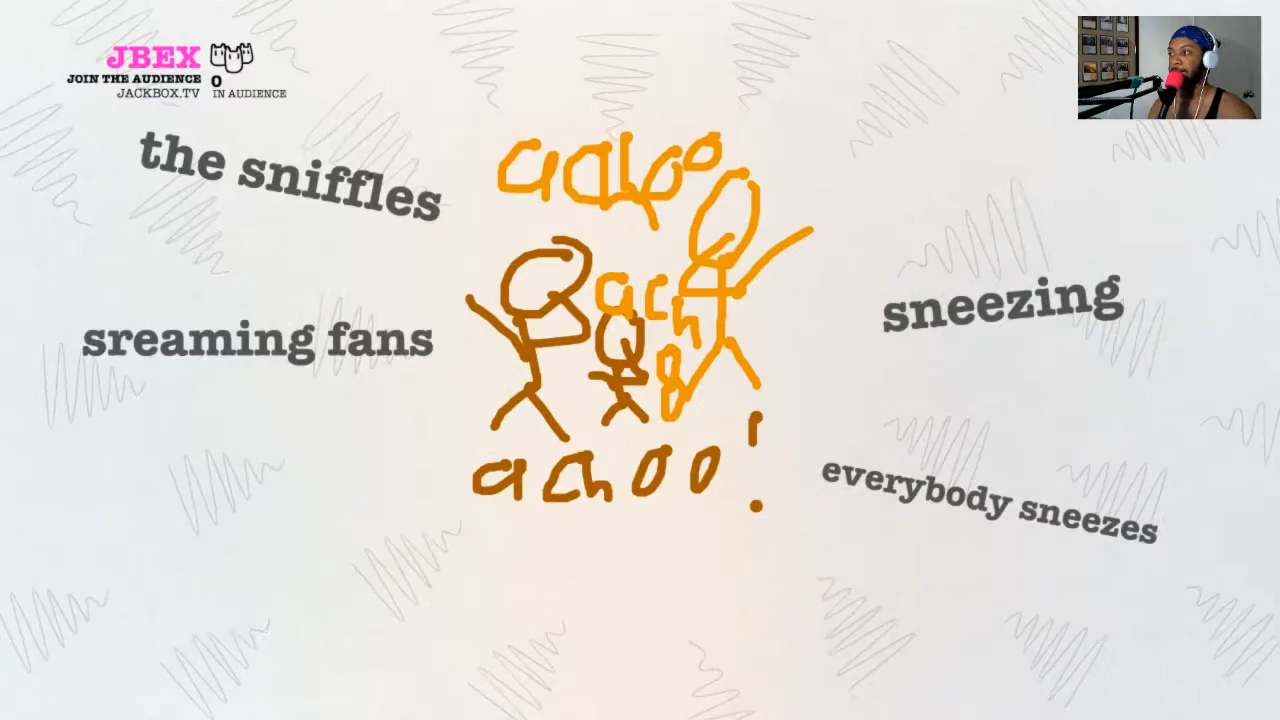 JBEX
JOIN THE AUDIENCE
JACKBOX.TV
0
IN AUDIENCE
the sniffles
sreaming fans
sneezing
everybody sneezes
achoo!